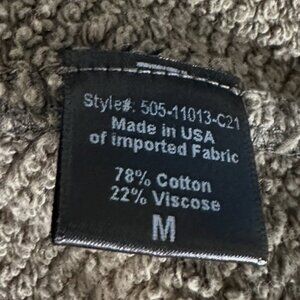 Style#: 505-11013-C21
Made in USA
of Imported Fabric
78% Cotton
22% Viscose
M